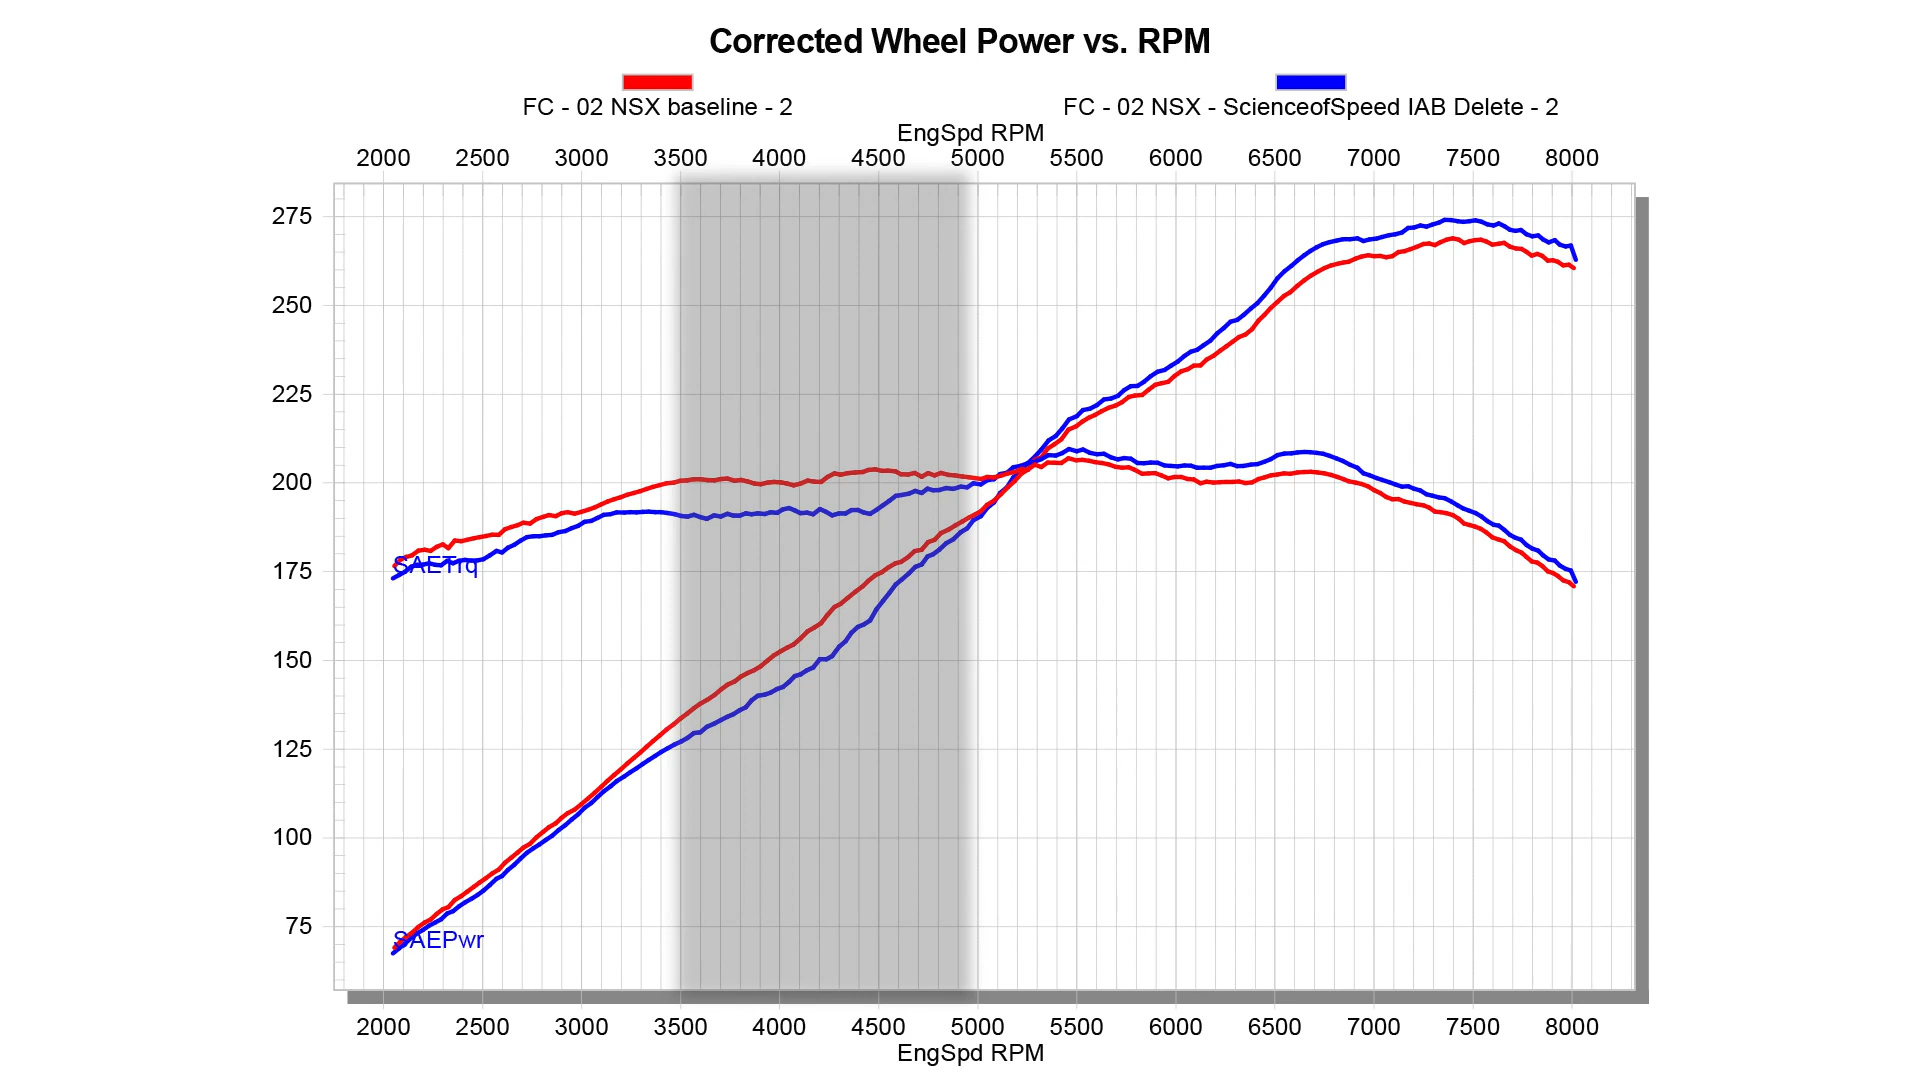 Corrected Wheel Power vs. RPM
FC - 02 NSX baseline - 2
FC - 02 NSX - ScienceofSpeed IAB Delete - 2
EngSpd RPM
2000 2500 3000 3500 4000 4500 5000 5500 6000 6500 7000 7500 8000
275
250
225
200
175
150
125
100
75
SAETrq
SAEPwr
2000 2500 3000 3500 4000 4500 5000 5500 6000 6500 7000 7500 8000
EngSpd RPM